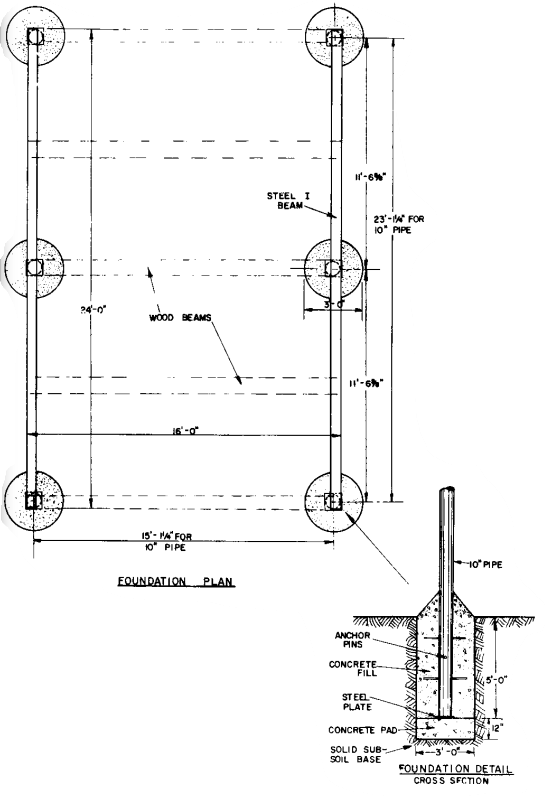 11'-6⅝"
STEEL I
BEAM
23'-1¼" FOR
10" PIPE
3'-0"
24'-0"
WOOD BEAMS
11'-6⅝"
16'-0"
15'-1¼" FOR
10" PIPE
FOUNDATION PLAN
10" PIPE
ANCHOR
PINS
CONCRETE
FILL
5'-0"
STEEL
PLATE
CONCRETE PAD
12"
SOLID SUB-
SOIL BASE
3'-0"
FOUNDATION DETAIL
CROSS SECTION